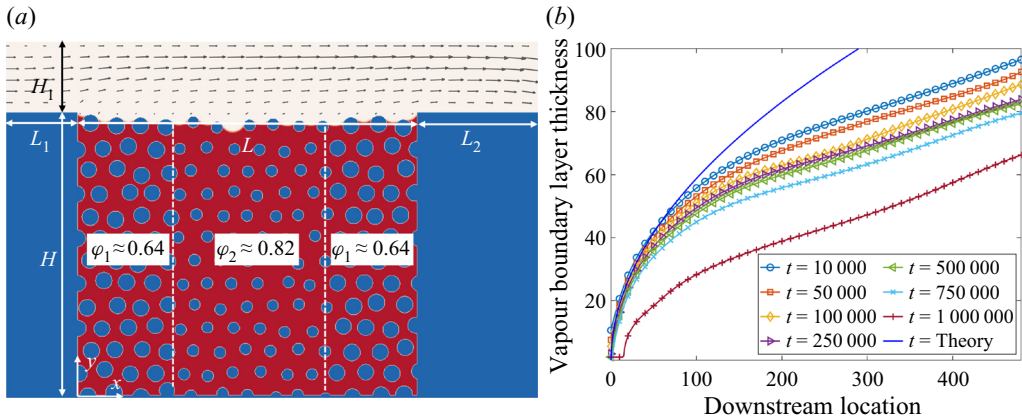 (a)
H₁
L₁
L
L₂
H
φ₁ ≈ 0.64
φ₂ ≈ 0.82
φ₁ ≈ 0.64
y
x
(b)
Vapour boundary layer thickness
100
80
60
40
20
0
100
200
300
400
Downstream location
t = 10 000
t = 50 000
t = 100 000
t = 250 000
t = 500 000
t = 750 000
t = 1 000 000
t = Theory